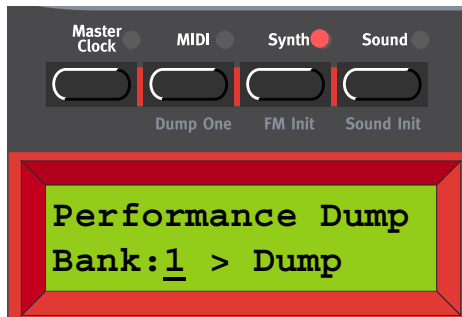 Master Clock MIDI Synth Sound
Dump One FM Init Sound Init
Performance Dump
Bank:1 > Dump